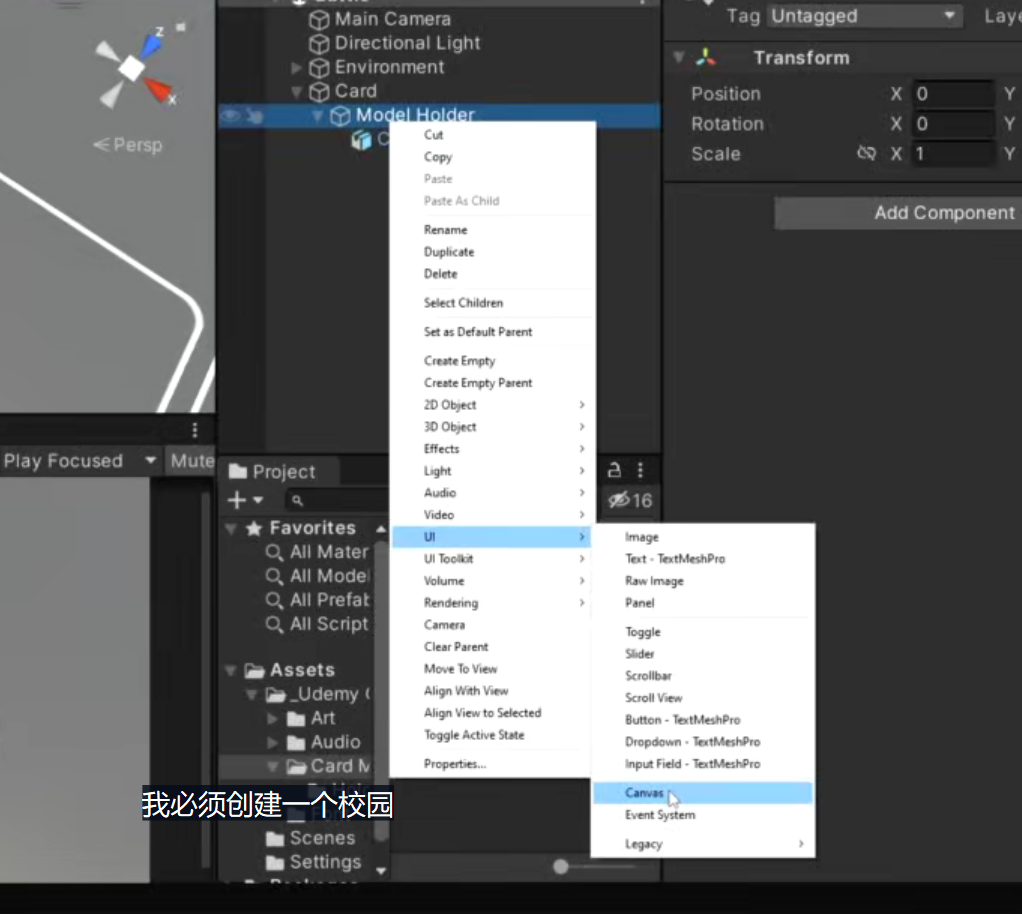 Main Camera
Directional Light
Environment
Card
Model Holder
C
z
x
Persp
Play Focused
Mute
Tag Untagged
Laye
Transform
Position X 0 Y
Rotation X 0 Y
Scale X 1 Y
Add Component
Cut
Copy
Paste
Paste As Child
Rename
Duplicate
Delete
Select Children
Set as Default Parent
Create Empty
Create Empty Parent
2D Object
3D Object
Effects
Light
Audio
Video
UI
UI Toolkit
Volume
Rendering
Camera
Clear Parent
Move To View
Align With View
Align View to Selected
Toggle Active State
Properties...
Image
Text - TextMeshPro
Raw Image
Panel
Toggle
Slider
Scrollbar
Scroll View
Button - TextMeshPro
Dropdown - TextMeshPro
Input Field - TextMeshPro
Canvas
Event System
Legacy
Project
16
Favorites
All Mater
All Model
All Prefab
All Script
Assets
_Udemy
Art
Audio
Card M
Scenes
Settings
我必须创建一个校园